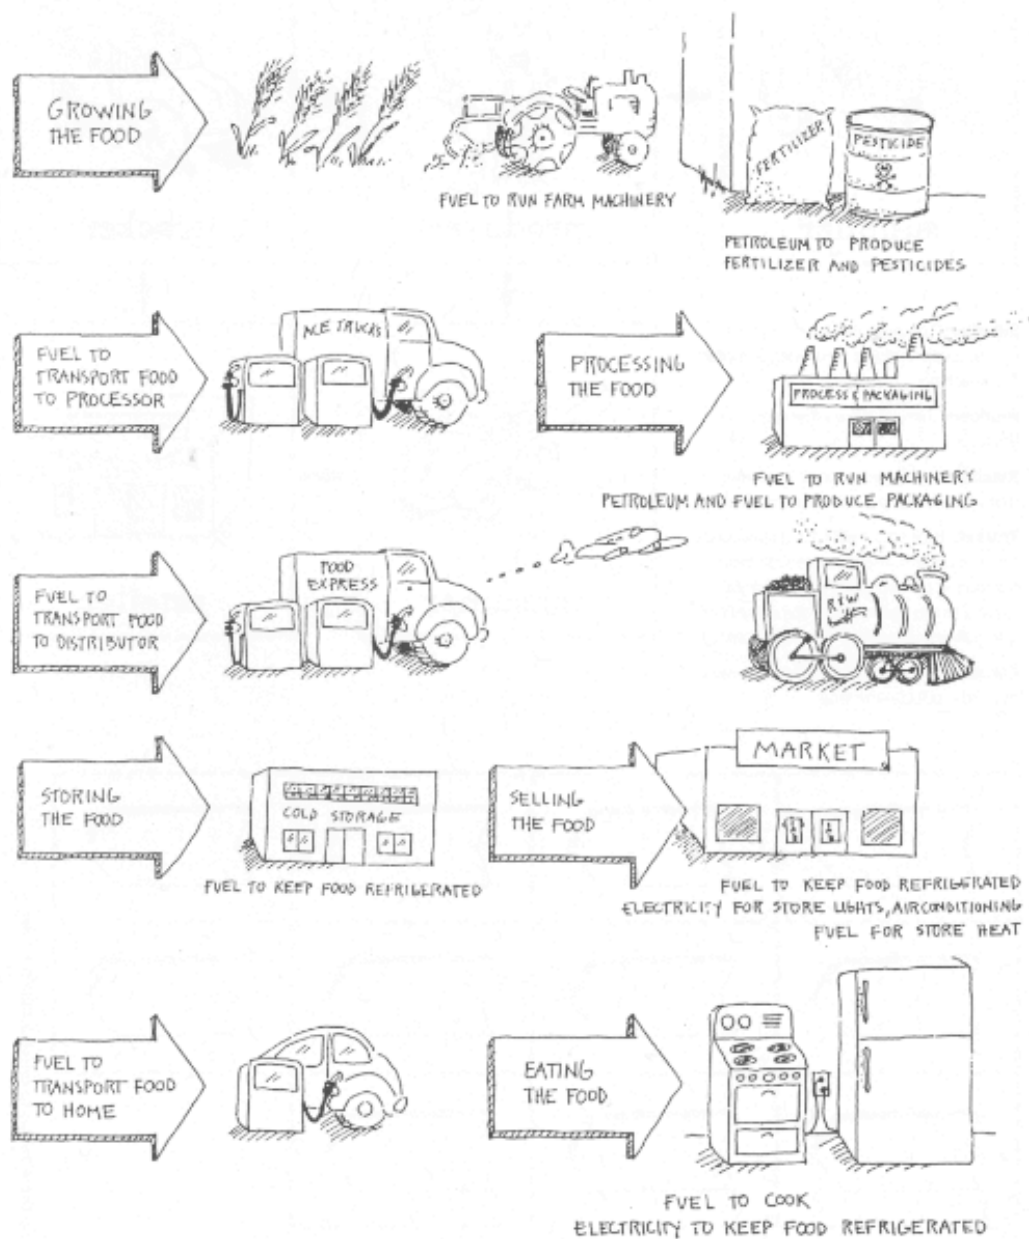 GROWING
THE FOOD
FERTILIZER
PESTICIDE
FUEL TO RUN FARM MACHINERY
PETROLEUM TO PRODUCE
FERTILIZER AND PESTICIDES
FUEL TO
TRANSPORT FOOD
TO PROCESSOR
ACE TRUCKS
PROCESSING
THE FOOD
PROCESS & PACKAGING
FUEL TO RUN MACHINERY
PETROLEUM AND FUEL TO PRODUCE PACKAGING
FUEL TO
TRANSPORT FOOD
TO DISTRIBUTOR
FOOD
EXPRESS
R&W
STORING
THE FOOD
COLD STORAGE
FUEL TO KEEP FOOD REFRIGERATED
SELLING
THE FOOD
MARKET
FUEL TO KEEP FOOD REFRIGERATED
ELECTRICITY FOR STORE LIGHTS, AIRCONDITIONING
FUEL FOR STORE HEAT
FUEL TO
TRANSPORT FOOD
TO HOME
EATING
THE FOOD
FUEL TO COOK
ELECTRICITY TO KEEP FOOD REFRIGERATED